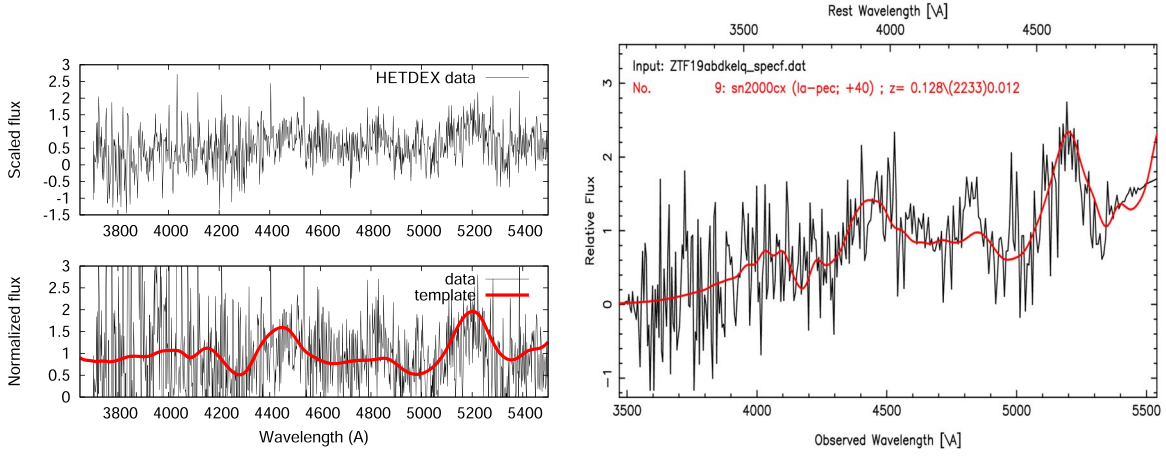 3
2.5
2
1.5
1
0.5
0
-0.5
-1
-1.5
Scaled flux
HETDEX data
3800 4000 4200 4400 4600 4800 5000 5200 5400
3
2.5
2
1.5
1
0.5
0
Normalized flux
data
template
3800 4000 4200 4400 4600 4800 5000 5200 5400
Wavelength (A)
Rest Wavelength [\A]
3500 4000 4500
Input: ZTF19abdkelq_specf.dat
No. 9: sn2000cx (Ia-pec; +40) ; z= 0.128\(2233)0.012
3
2
1
0
−1
Relative Flux
3500 4000 4500 5000 5500
Observed Wavelength [\A]